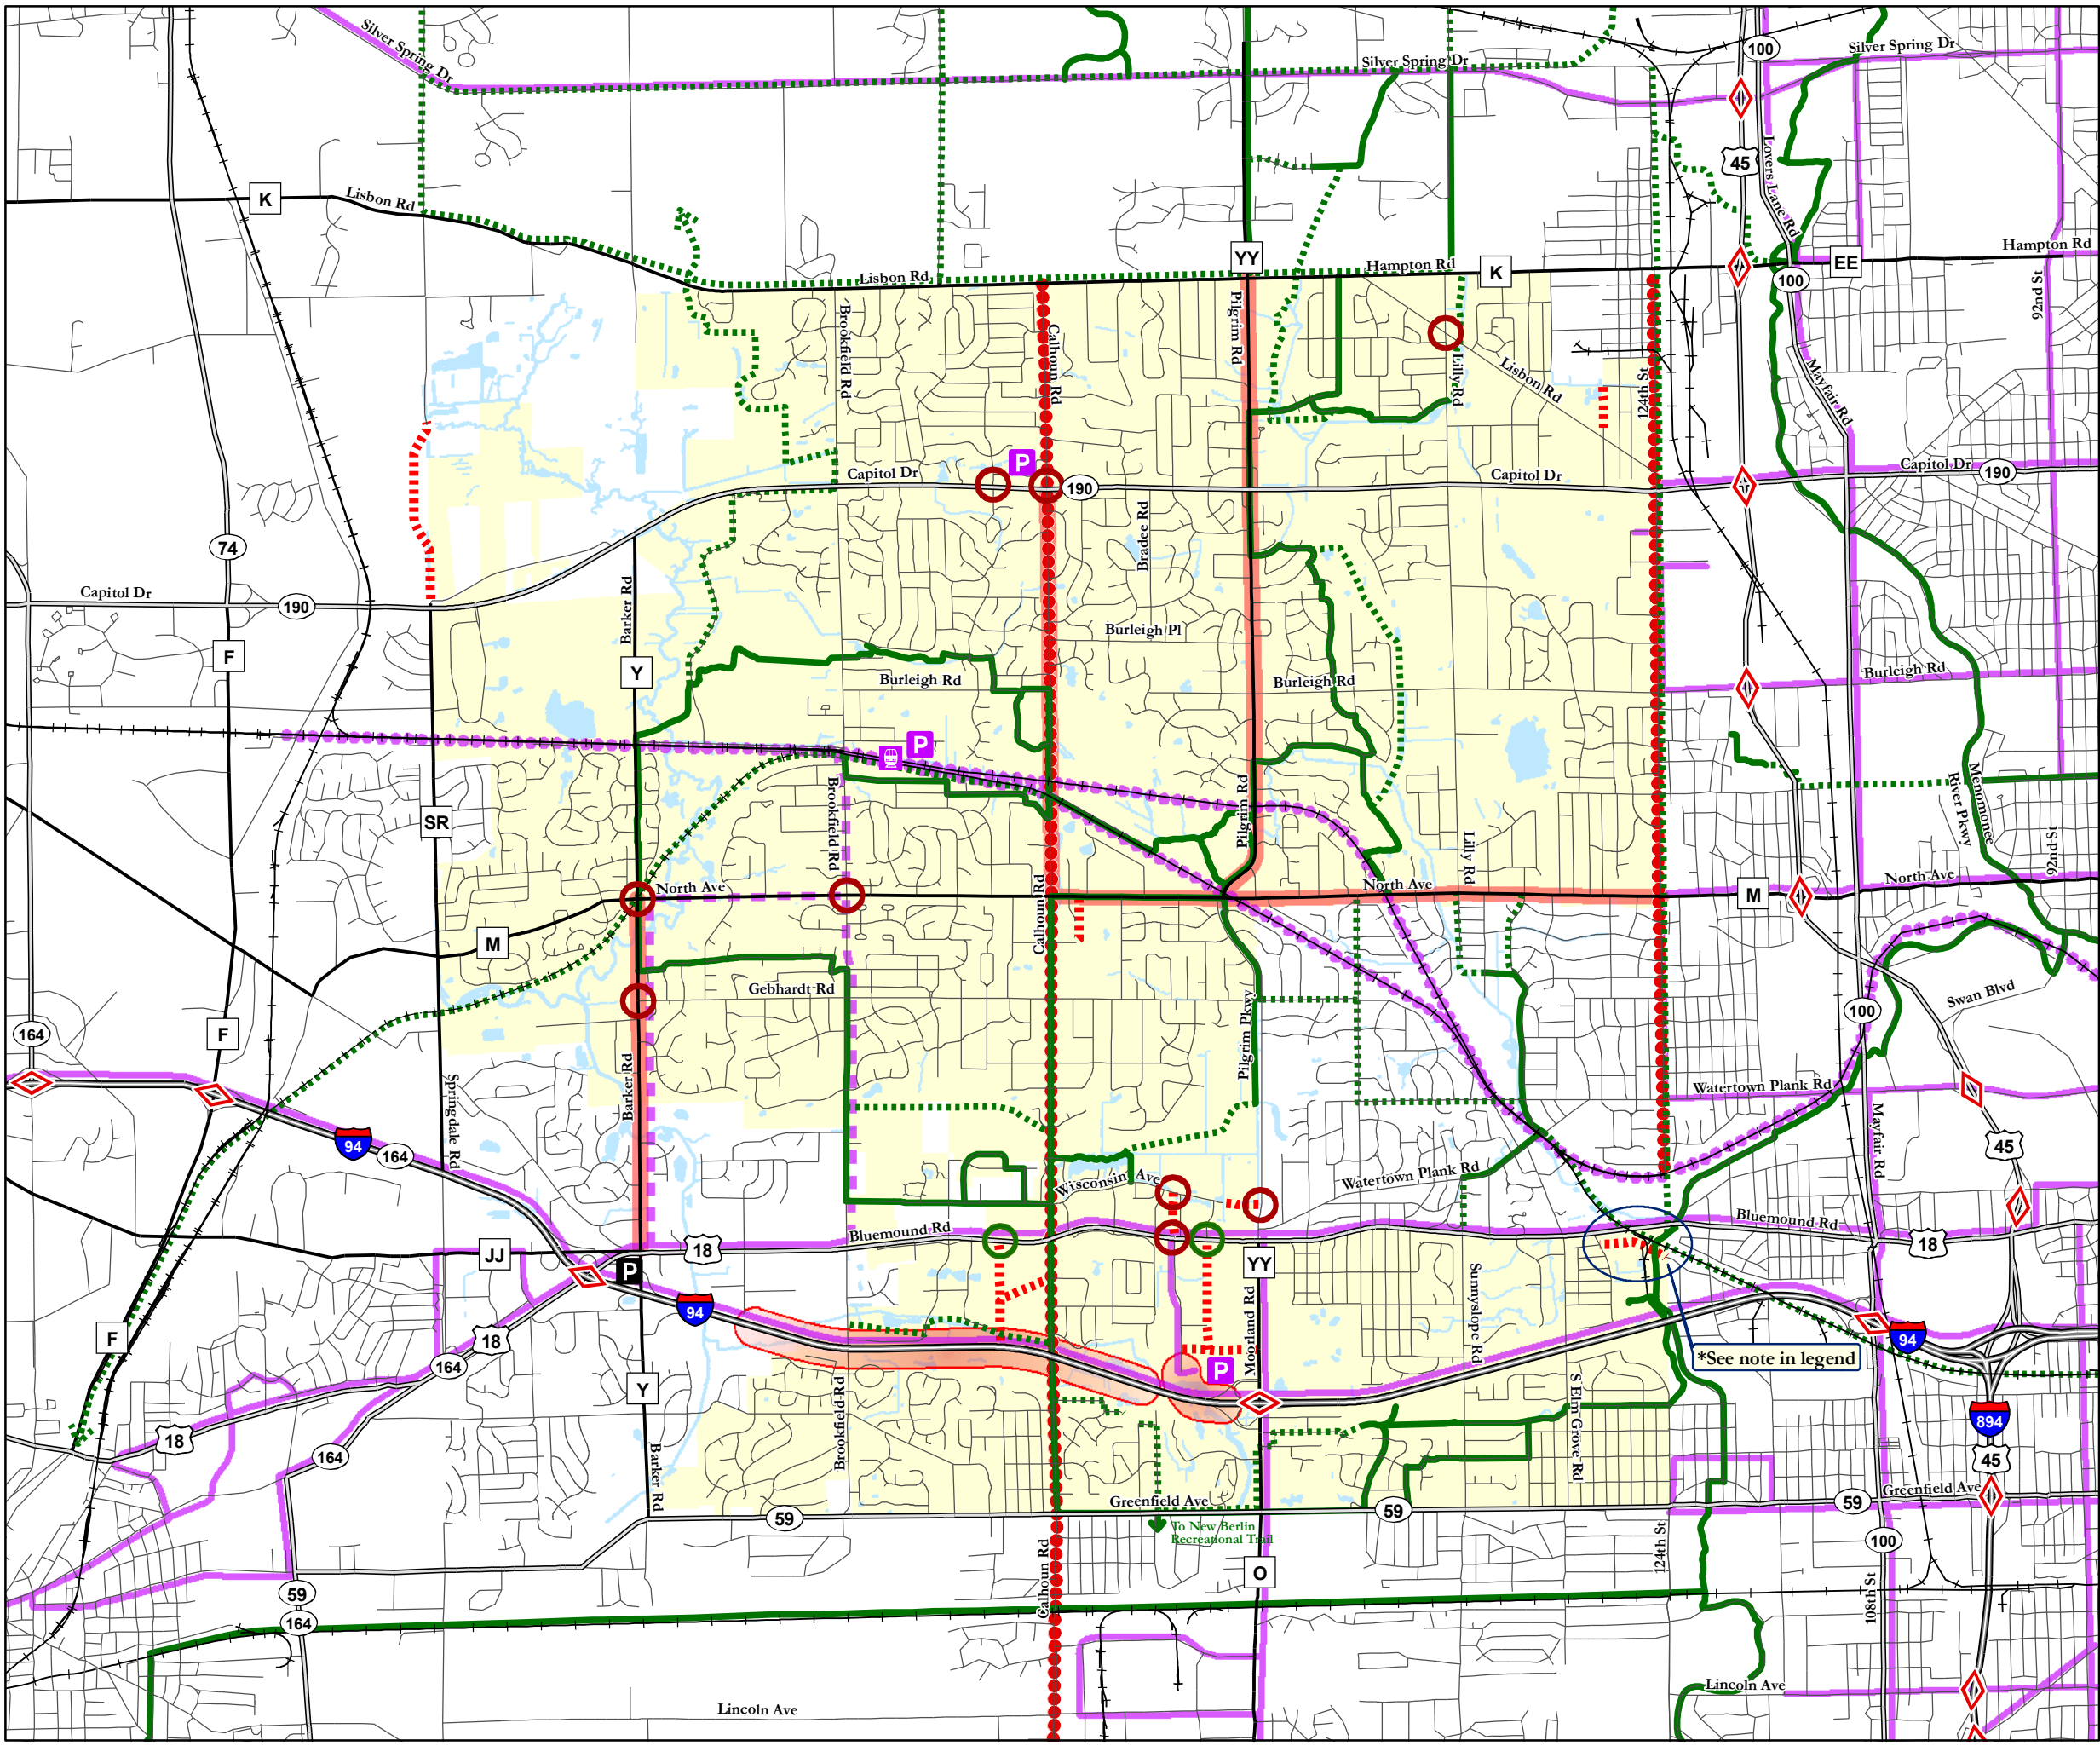 Silver Spring Dr
Silver Spring Dr
100
Silver Spring Dr
45
Lovers Lane Rd
K
Lisbon Rd
YY
Hampton Rd
Lisbon Rd
Hampton Rd
K
EE
100
92nd St
Brookfield Rd
Calhoun Rd
Pilgrim Rd
Lilly Rd
Lisbon Rd
124th St
Mayfair Rd
P
Capitol Dr
190
Capitol Dr
Capitol Dr
190
74
Bradee Rd
Capitol Dr
190
Barker Rd
Burleigh Pl
F
Y
Burleigh Rd
Burleigh Rd
Burleigh Rd
P
Brookfield Rd
Pilgrim Rd
SR
Lilly Rd
Menomonee
River Pkwy
92nd St
North Ave
North Ave
M
North Ave
Calhoun Rd
M
Gebhardt Rd
Swan Blvd
100
164
F
Pilgrim Pkwy
Barker Rd
Springdale Rd
Watertown Plank Rd
Mayfair Rd
94
164
45
Wisconsin Ave
Watertown Plank Rd
Bluemound Rd
Bluemound Rd
18
JJ
18
YY
P
94
Moorland Rd
Sunnyslope Rd
F
18
164
94
*See note in legend
P
Y
Brookfield Rd
S Elm Grove Rd
894
18
164
Barker Rd
45
Greenfield Ave
59
59
59
Greenfield Ave
To New Berlin
Recreational Trail
124th St
100
Calhoun Rd
O
59
164
108th St
Lincoln Ave
Lincoln Ave